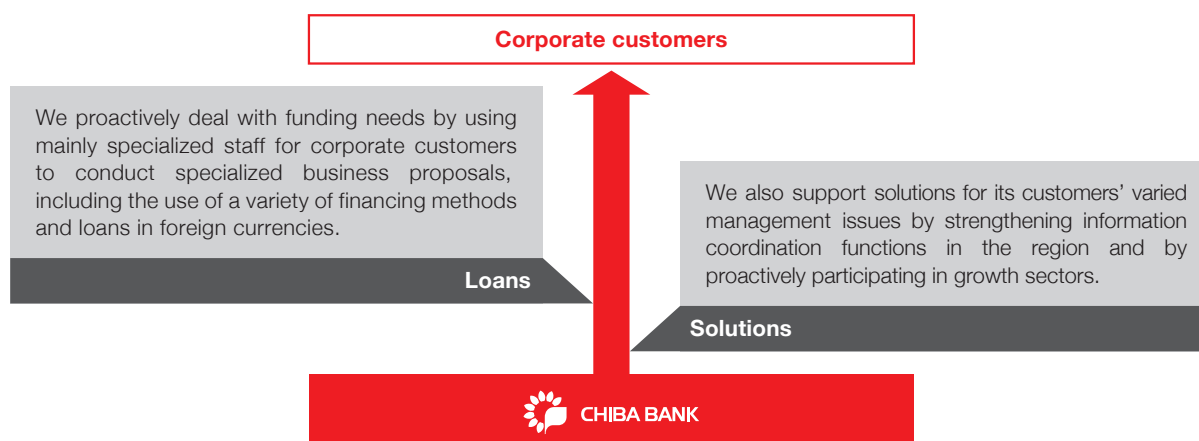 Corporate customers
We proactively deal with funding needs by using
mainly specialized staff for corporate customers
to conduct specialized business proposals,
including the use of a variety of financing methods
and loans in foreign currencies.
Loans
We also support solutions for its customers’ varied
management issues by strengthening information
coordination functions in the region and by
proactively participating in growth sectors.
Solutions
CHIBA BANK